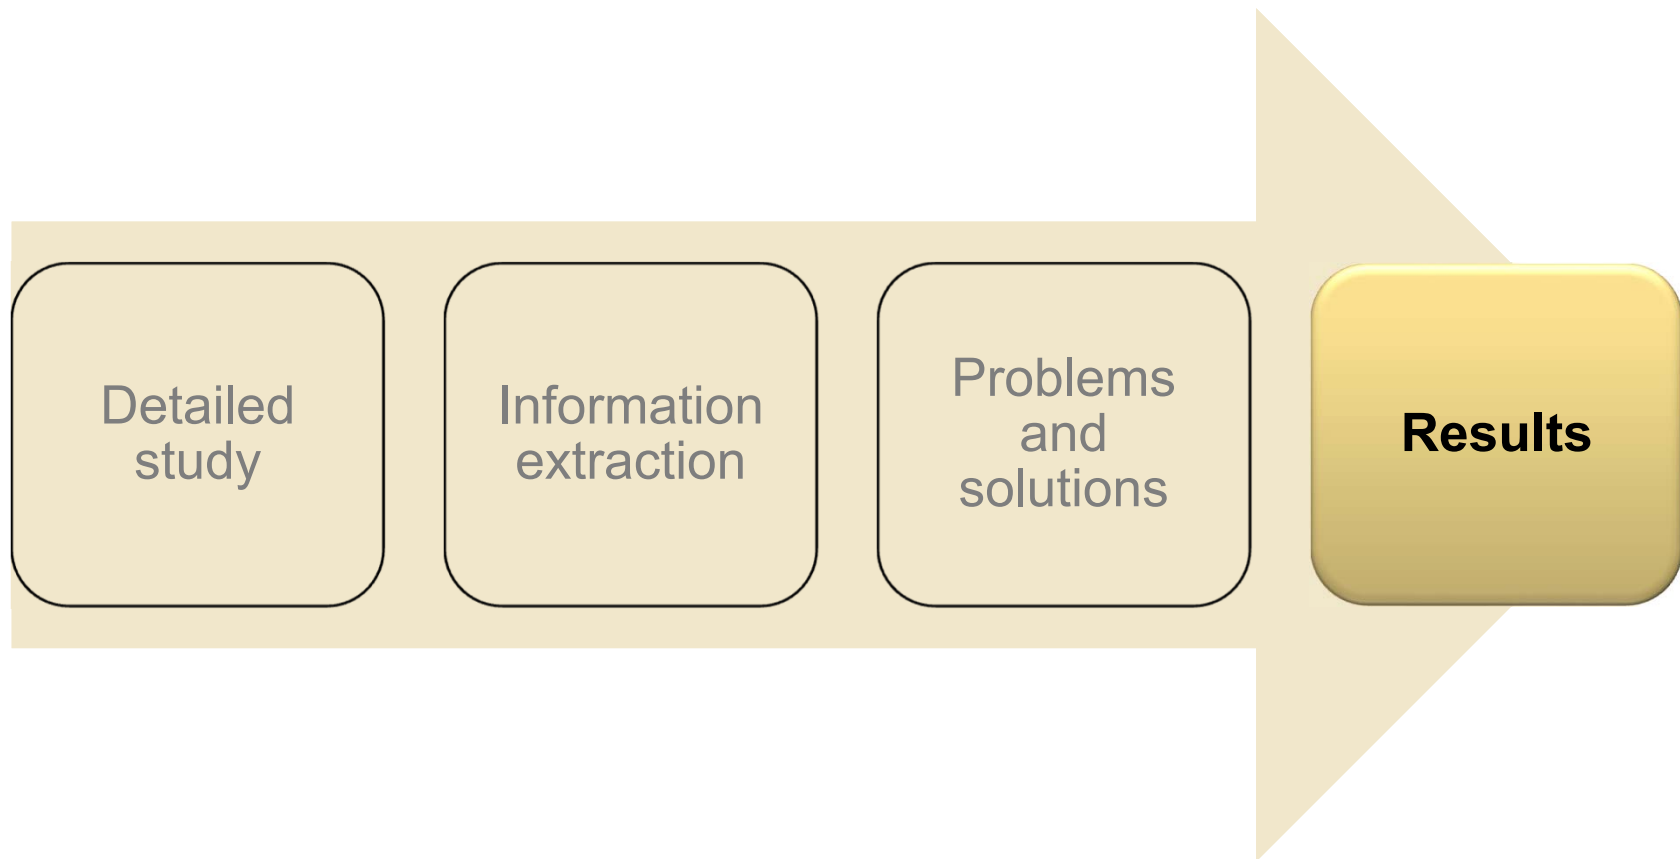 Detailed
study
Information
extraction
Problems
and
solutions
Results